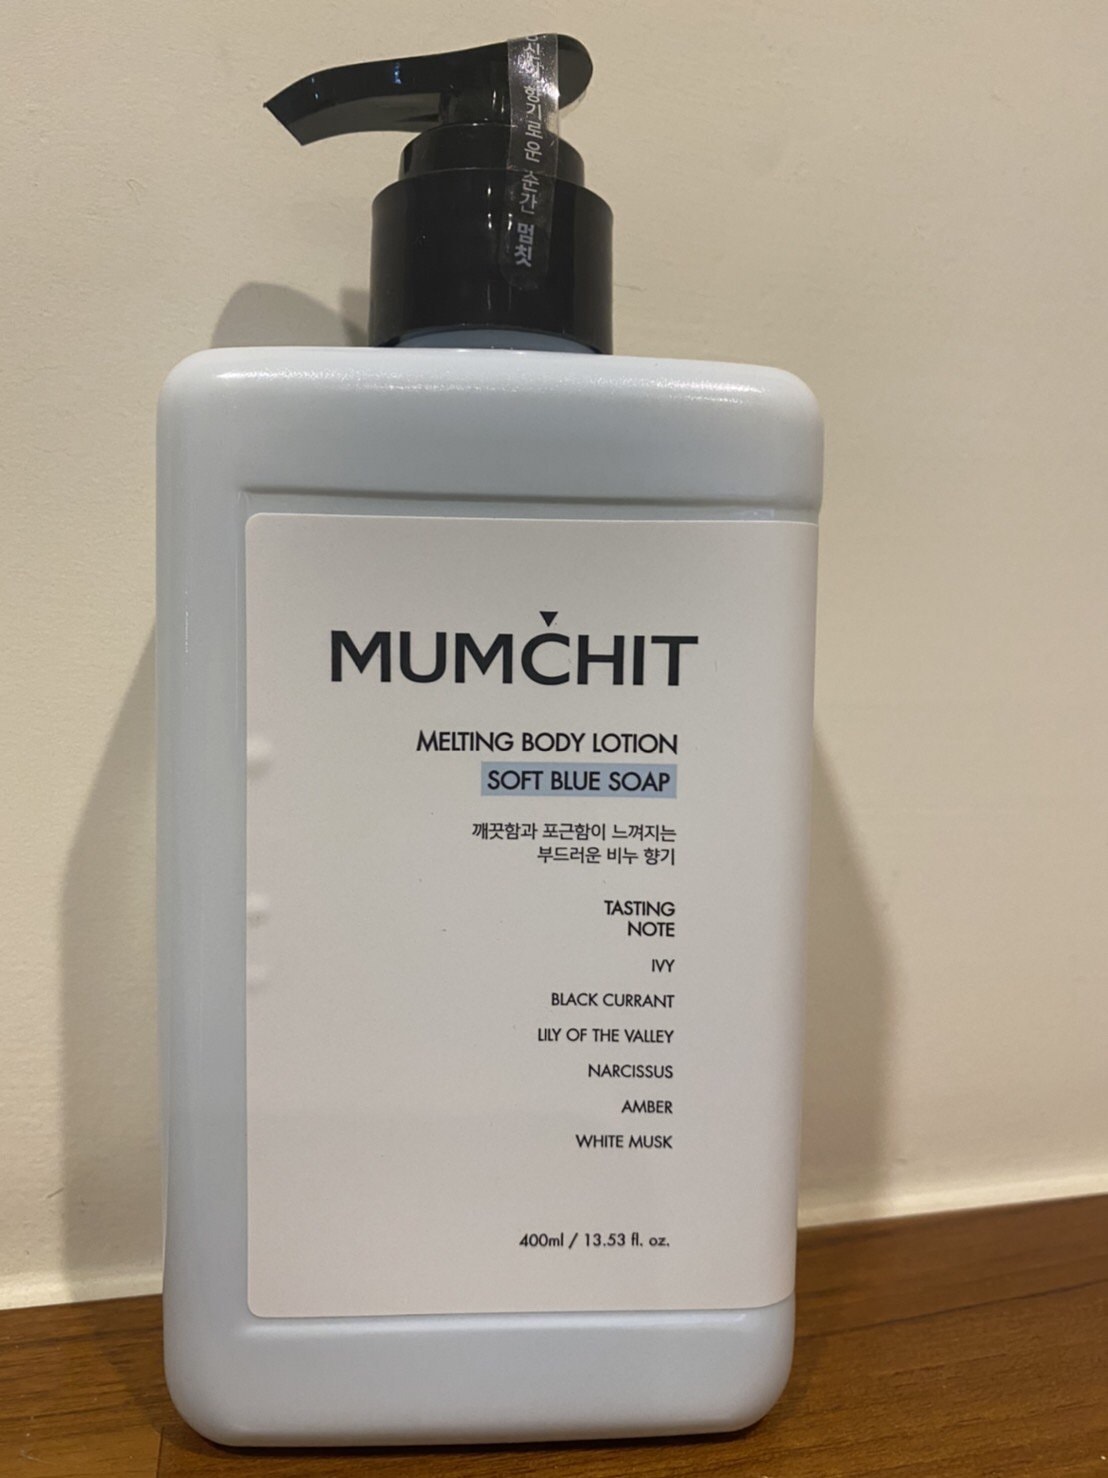 향기로운 순간 멈칫
MUMCHIT
MELTING BODY LOTION
SOFT BLUE SOAP
깨끗함과 포근함이 느껴지는
부드러운 비누 향기
TASTING
NOTE
IVY
BLACK CURRANT
LILY OF THE VALLEY
NARCISSUS
AMBER
WHITE MUSK
400ml / 13.53 fl. oz.